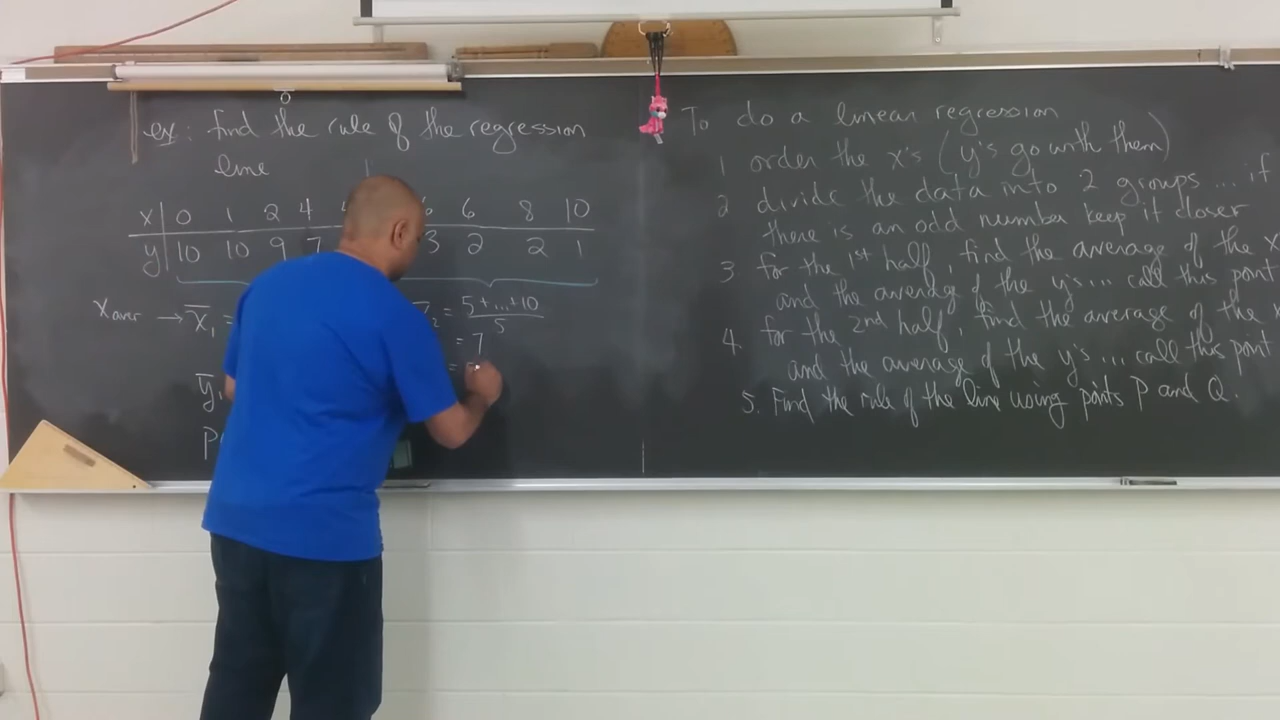 ex: find the rule of the regression
line
x 0 1 2 4 6 8 10
y 10 10 9 7 3 2 2 1
x aver → x̄₁ =
₂ = 5+...+10
5
= 7
ȳ₁
=
P
To do a linear regression
1 order the x's (y's go with them)
2 divide the data into 2 groups ... if
there is an odd number keep it closer
3 for the 1st half, find the average of the x
and the average of the y's ... call this point
4. for the 2nd half, find the average of the
and the average of the y's ... call this point
5. Find the rule of the line using points P and Q.